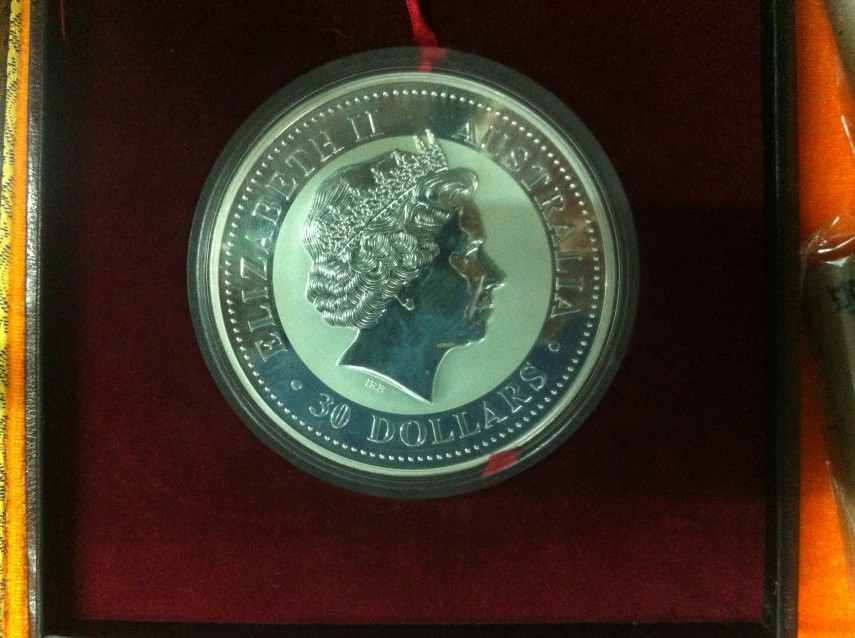 ELIZABETH II AUSTRALIA
30 DOLLARS
IRB